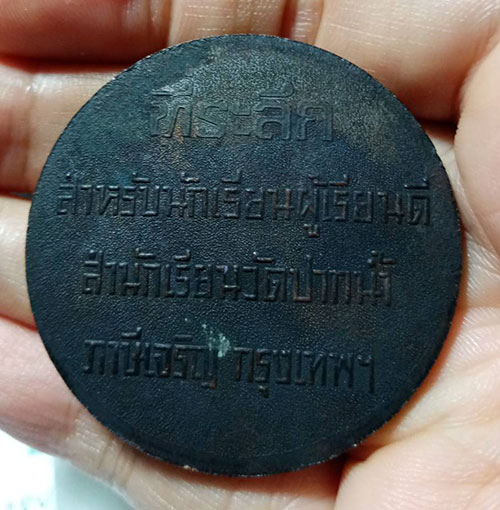 ที่ระลึก
สำหรับนักเรียนผู้เรียนดี
สำนักเรียนวัดปากน้ำ
ภาษีเจริญ กรุงเทพฯ